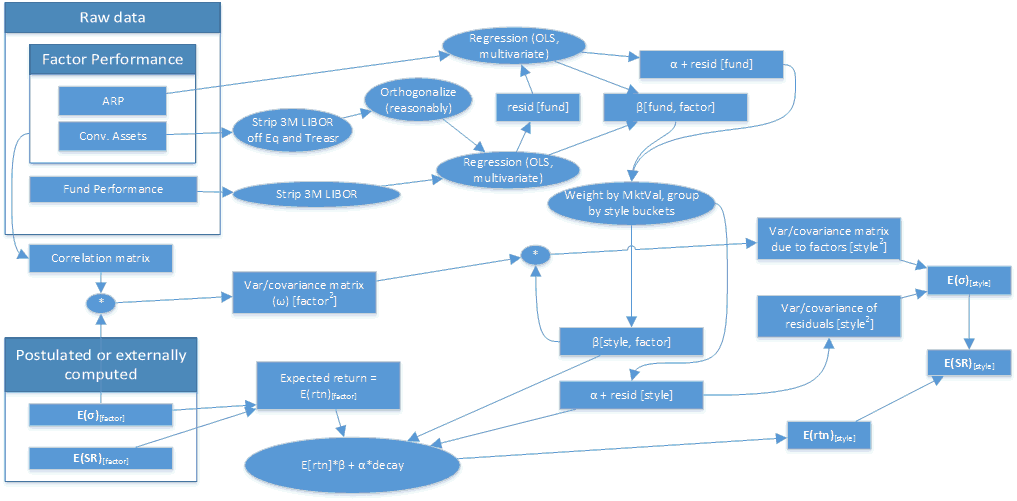 Raw data
Factor Performance
ARP
Conv. Assets
Fund Performance
Strip 3M LIBOR
off Eq and Treasr
Orthogonalize
(reasonably)
Strip 3M LIBOR
Regression (OLS,
multivariate)
resid [fund]
Regression (OLS,
multivariate)
α + resid [fund]
β[fund, factor]
Weight by MktVal, group
by style buckets
Correlation matrix
*
Var/covariance matrix
(ω) [factor²]
*
Var/covariance matrix
due to factors [style²]
E(σ)[style]
Var/covariance of
residuals [style²]
β[style, factor]
E(SR)[style]
Postulated or externally
computed
E(σ)[factor]
E(SR)[factor]
Expected return =
E(rtn)[factor]
α + resid [style]
E(rtn)[style]
E[rtn]*β + α*decay